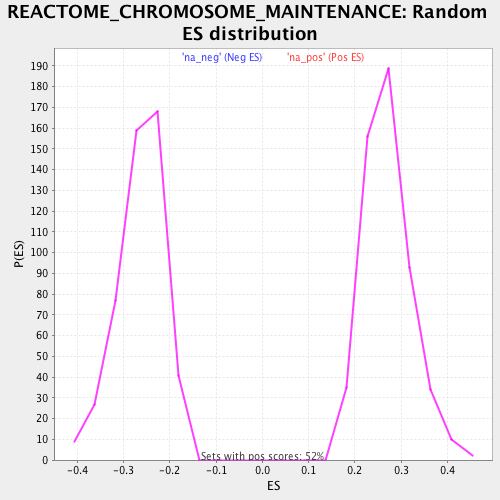 REACTOME_CHROMOSOME_MAINTENANCE: Random
ES distribution
'na_neg' (Neg ES) 'na_pos' (Pos ES)
190
180
170
160
150
140
130
120
110
100
90
80
70
60
50
40
30
20
10
0
P(ES)
Sets with pos scores: 52%
-0.4 -0.3 -0.2 -0.1 0.0 0.1 0.2 0.3 0.4
ES